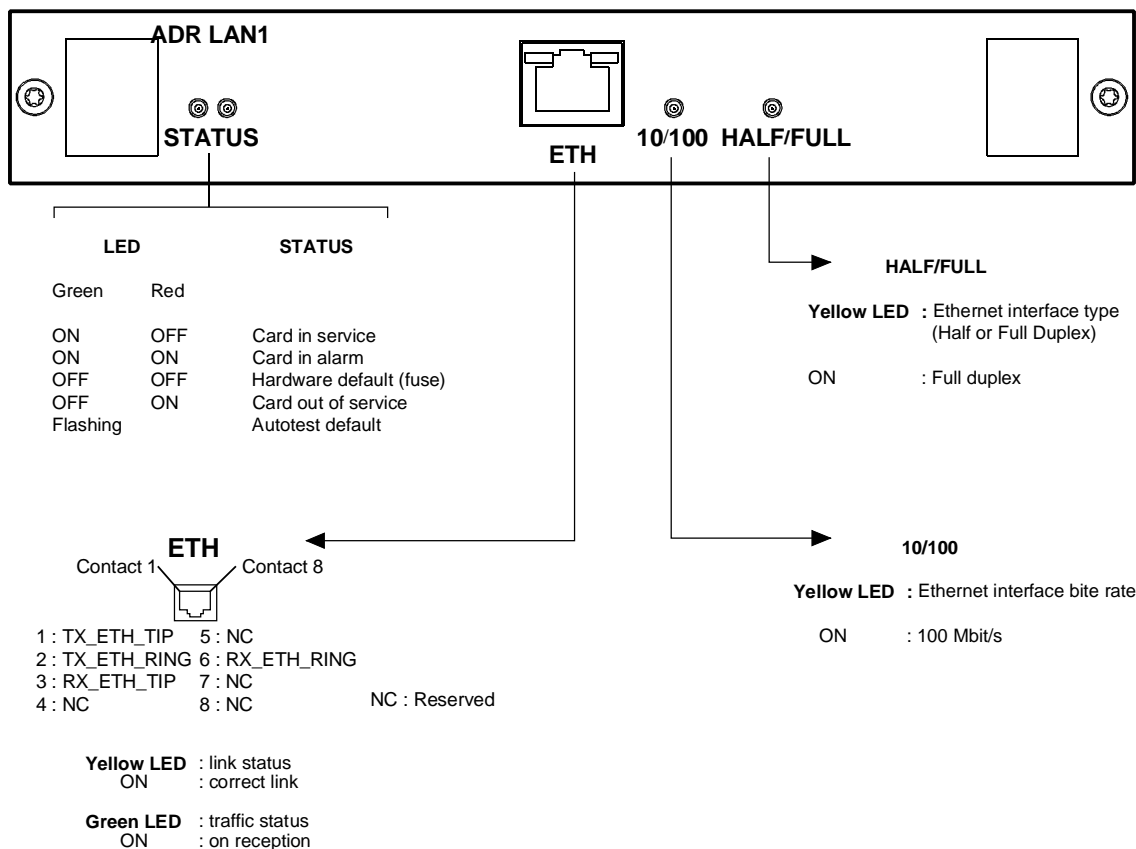 ADR LAN1
STATUS
ETH
10/100 HALF/FULL
LED STATUS
Green Red
ON OFF Card in service
ON ON Card in alarm
OFF OFF Hardware default (fuse)
OFF ON Card out of service
Flashing Autotest default
HALF/FULL
Yellow LED : Ethernet interface type
(Half or Full Duplex)
ON : Full duplex
ETH
Contact 1 Contact 8
1 : TX_ETH_TIP 5 : NC
2 : TX_ETH_RING 6 : RX_ETH_RING
3 : RX_ETH_TIP 7 : NC
4 : NC 8 : NC
NC : Reserved
Yellow LED : link status
ON : correct link
Green LED : traffic status
ON : on reception
10/100
Yellow LED : Ethernet interface bite rate
ON : 100 Mbit/s